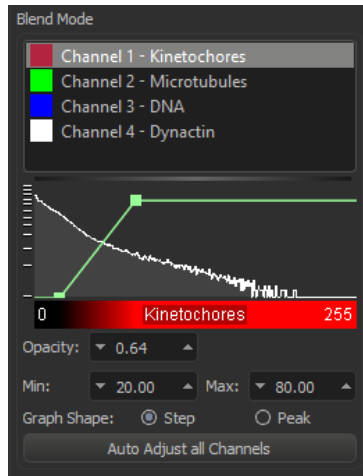 Blend Mode
Channel 1 - Kinetochores
Channel 2 - Microtubules
Channel 3 - DNA
Channel 4 - Dynactin
0 Kinetochores 255
Opacity: 0.64
Min: 20.00 Max: 80.00
Graph Shape: Step Peak
Auto Adjust all Channels